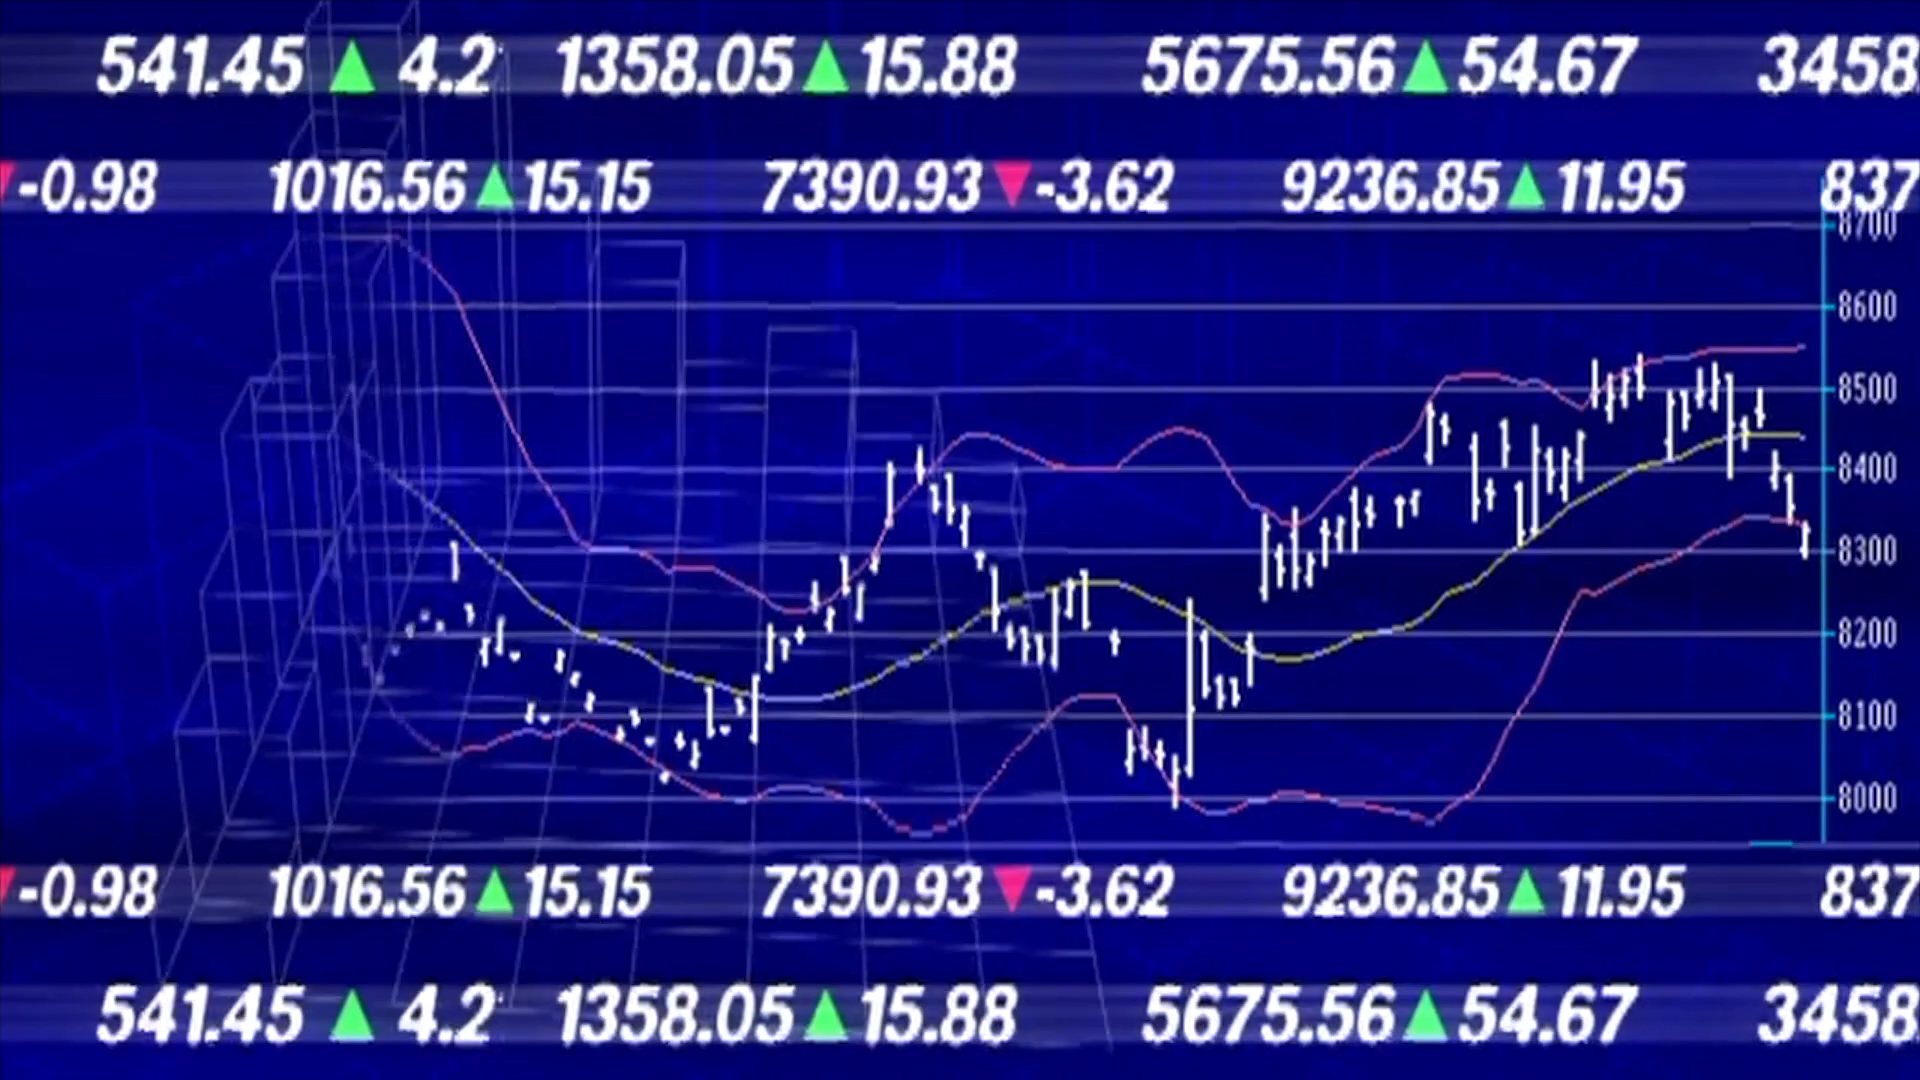 541.45 ▲ 4.2 1358.05 ▲ 15.88 5675.56 ▲ 54.67 3458
▼ -0.98 1016.56 ▲ 15.15 7390.93 ▼ -3.62 9236.85 ▲ 11.95 837
8700
8600
8500
8400
8300
8200
8100
8000
▼ -0.98 1016.56 ▲ 15.15 7390.93 ▼ -3.62 9236.85 ▲ 11.95 837
541.45 ▲ 4.2 1358.05 ▲ 15.88 5675.56 ▲ 54.67 3458